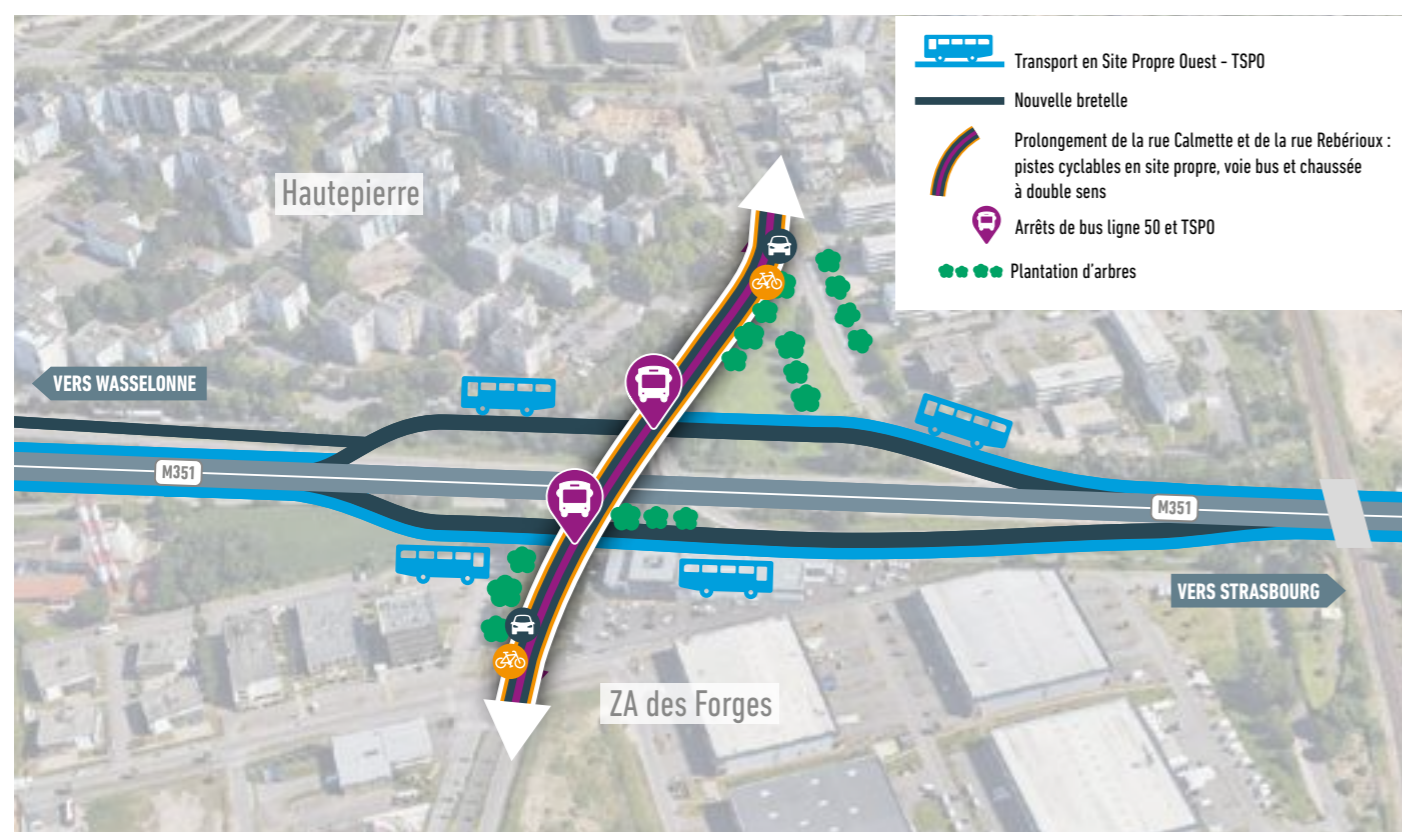 Transport en Site Propre Ouest - TSPO
Nouvelle bretelle
Prolongement de la rue Calmette et de la rue Rebérioux :
pistes cyclables en site propre, voie bus et chaussée
à double sens
Arrêts de bus ligne 50 et TSPO
Plantation d'arbres
Hautepierre
VERS WASSELONNE
M351
M351
VERS STRASBOURG
ZA des Forges